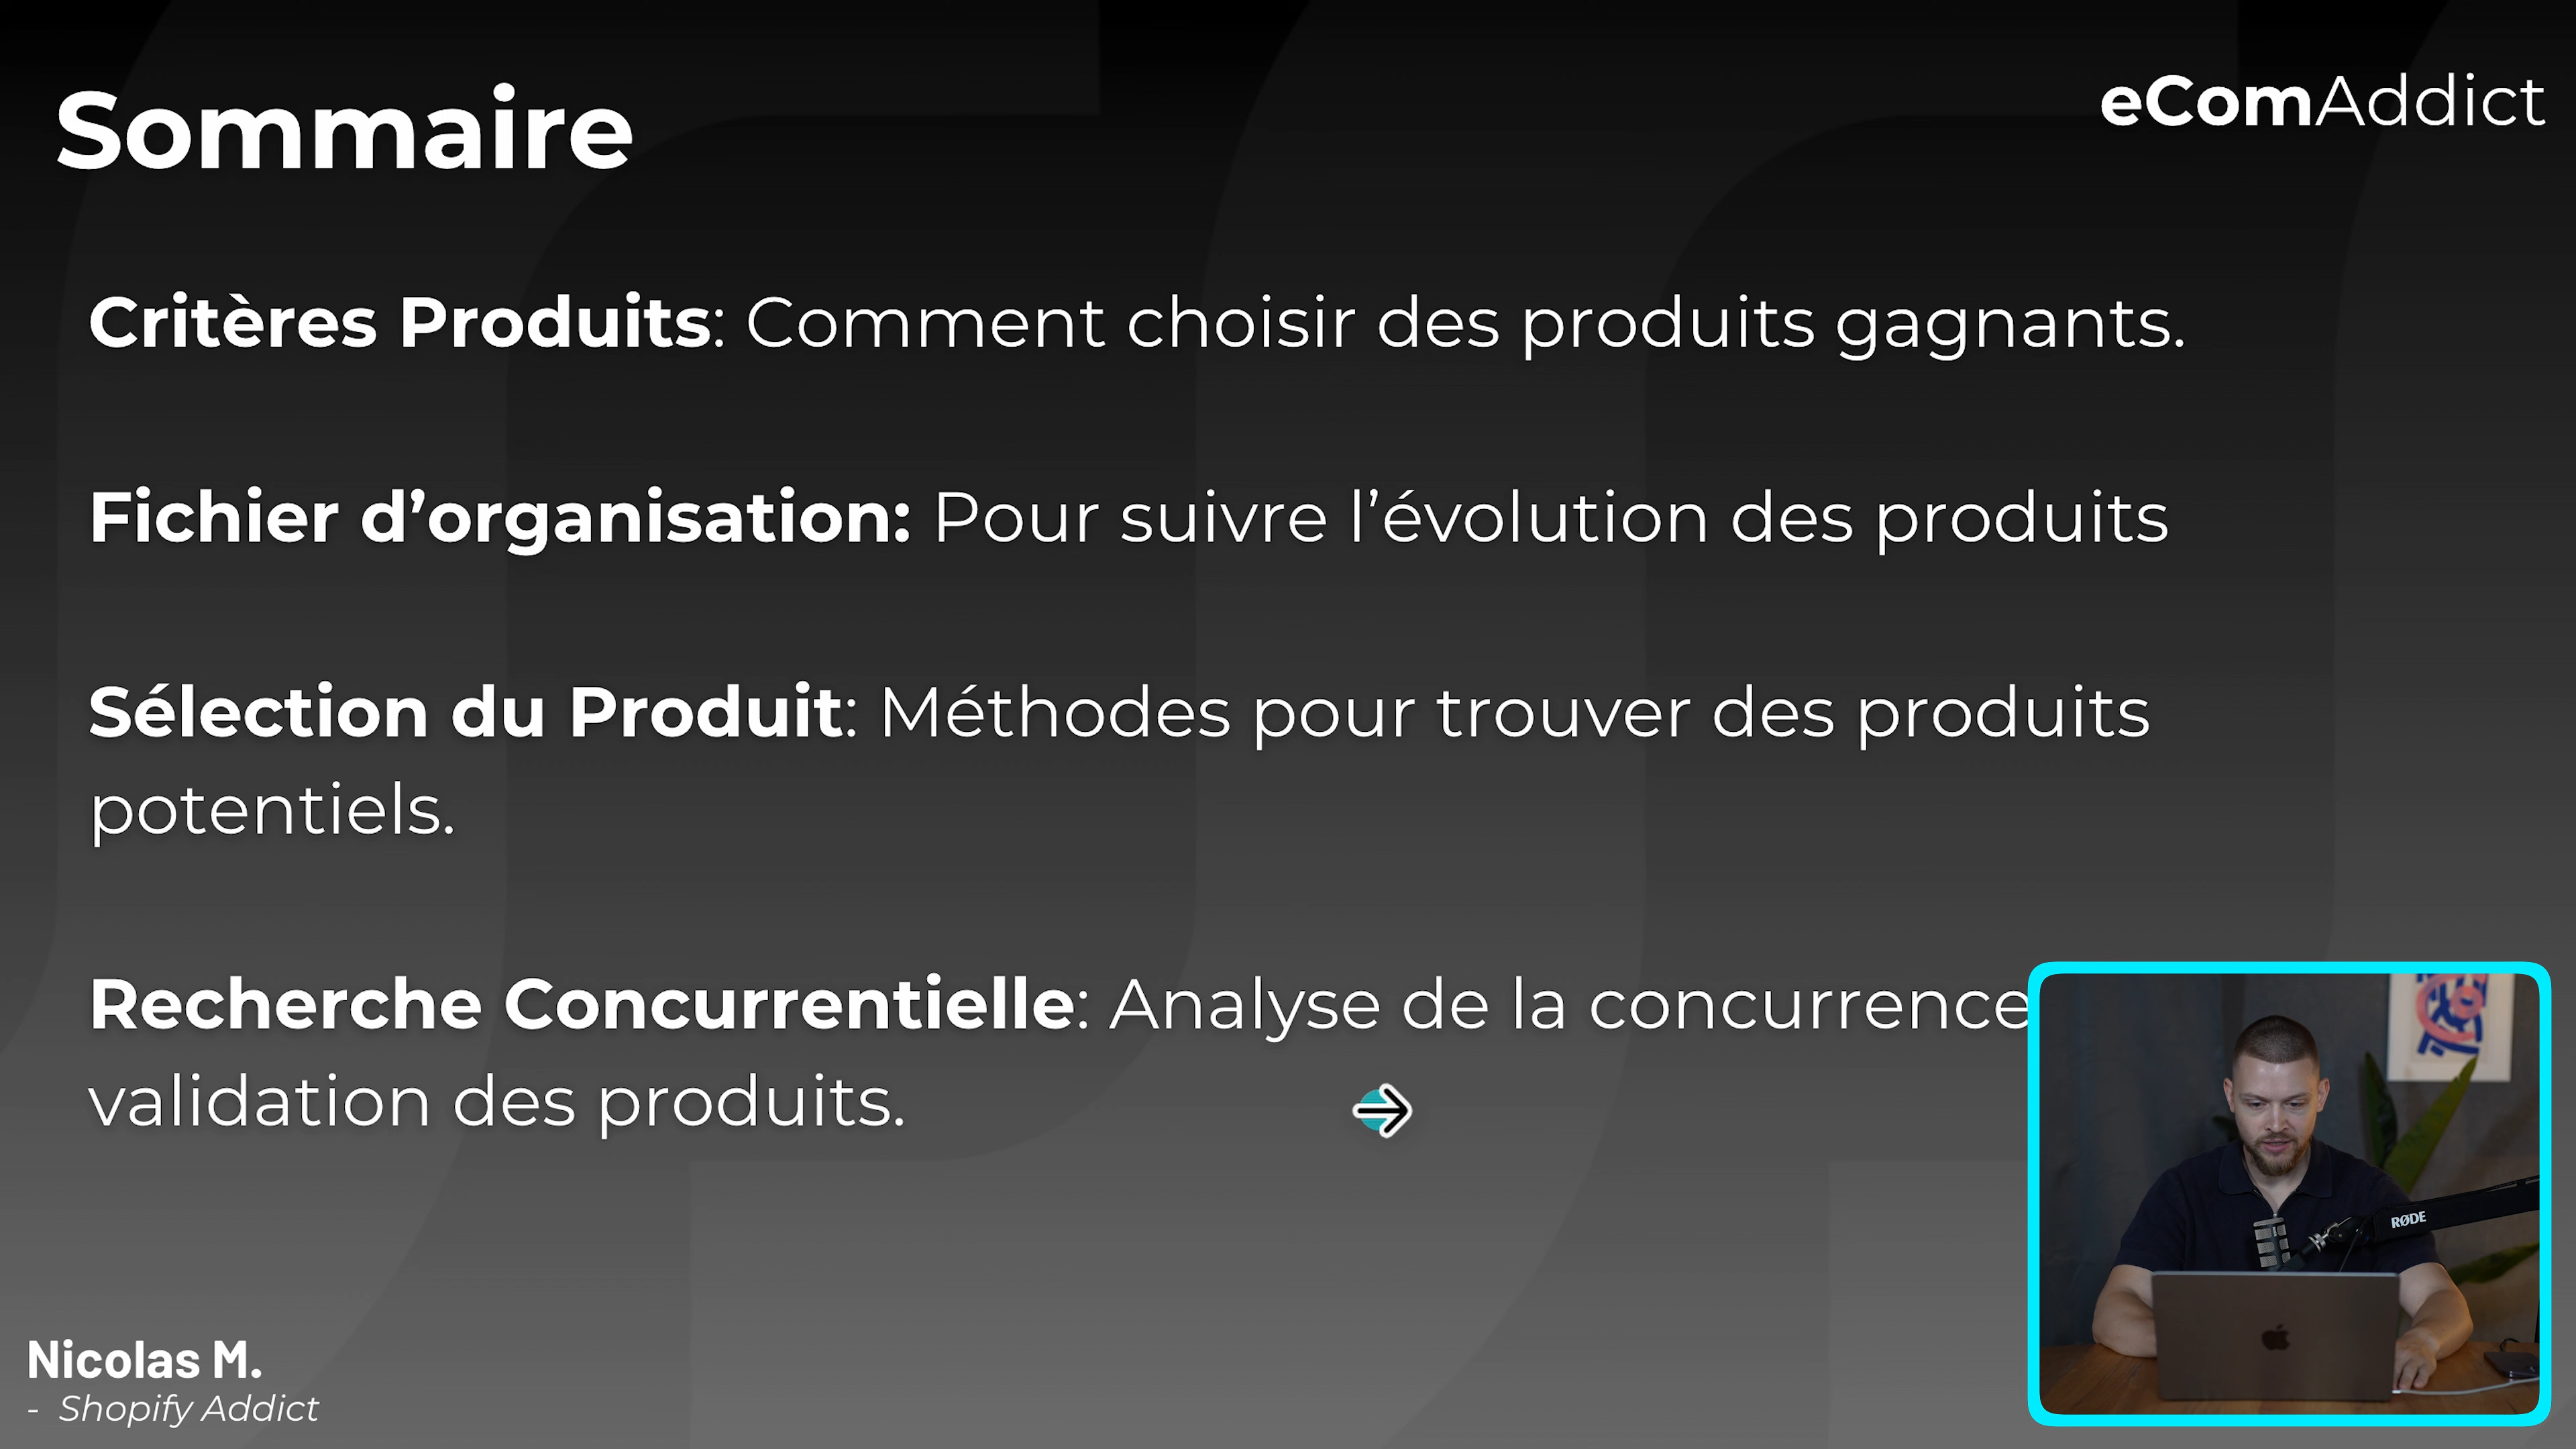 Sommaire
eComAddict
Critères Produits: Comment choisir des produits gagnants.
Fichier d’organisation: Pour suivre l’évolution des produits
Sélection du Produit: Méthodes pour trouver des produits
potentiels.
Recherche Concurrentielle: Analyse de la concurrence
validation des produits.
RØDE
Nicolas M.
- Shopify Addict